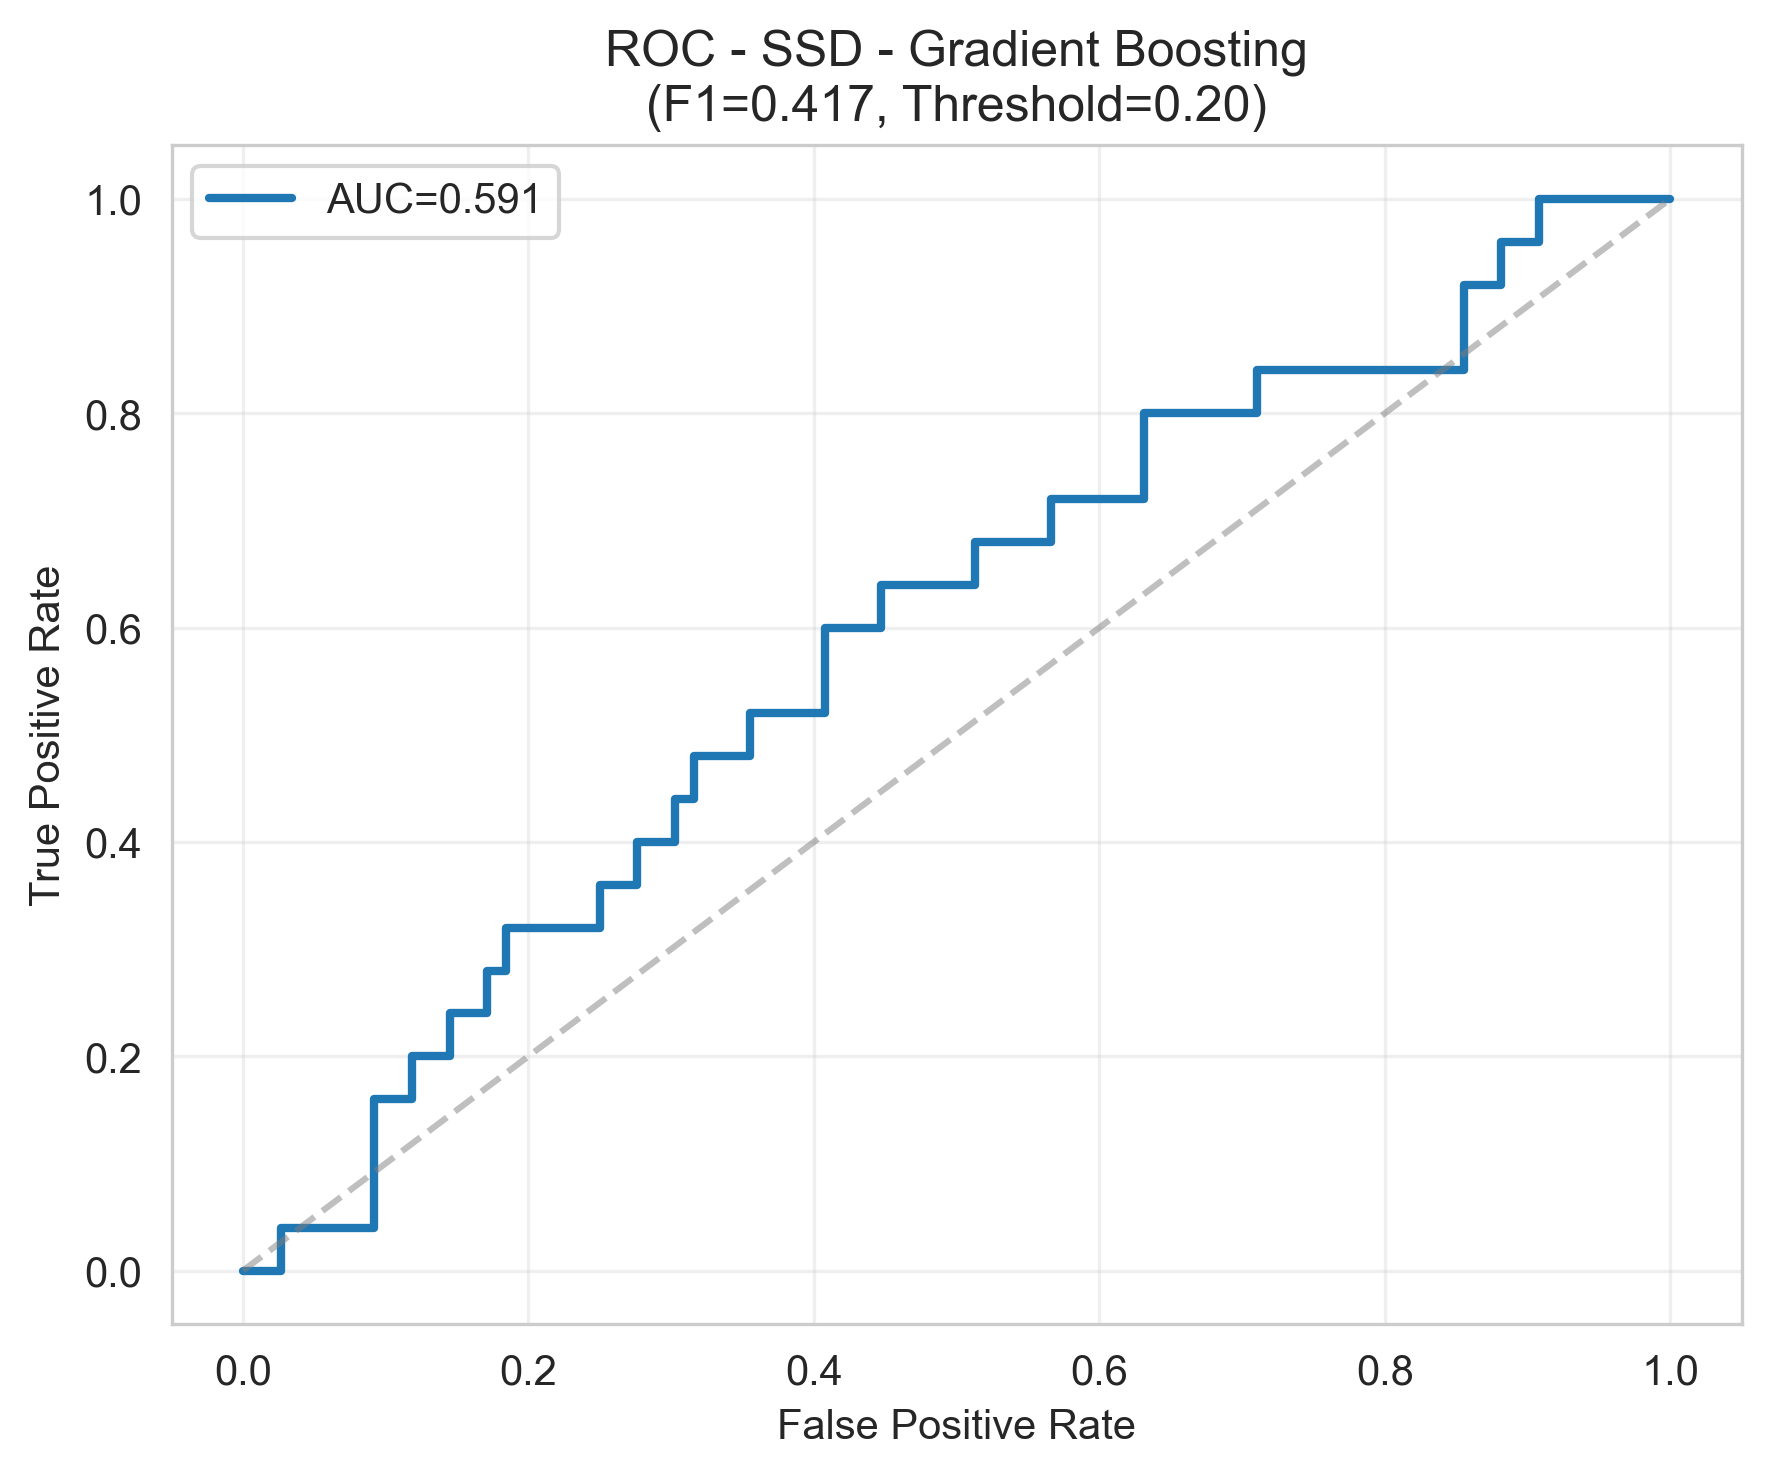 ROC - SSD - Gradient Boosting
(F1=0.417, Threshold=0.20)
AUC=0.591
1.0
0.8
0.6
0.4
0.2
0.0
True Positive Rate
0.0 0.2 0.4 0.6 0.8 1.0
False Positive Rate